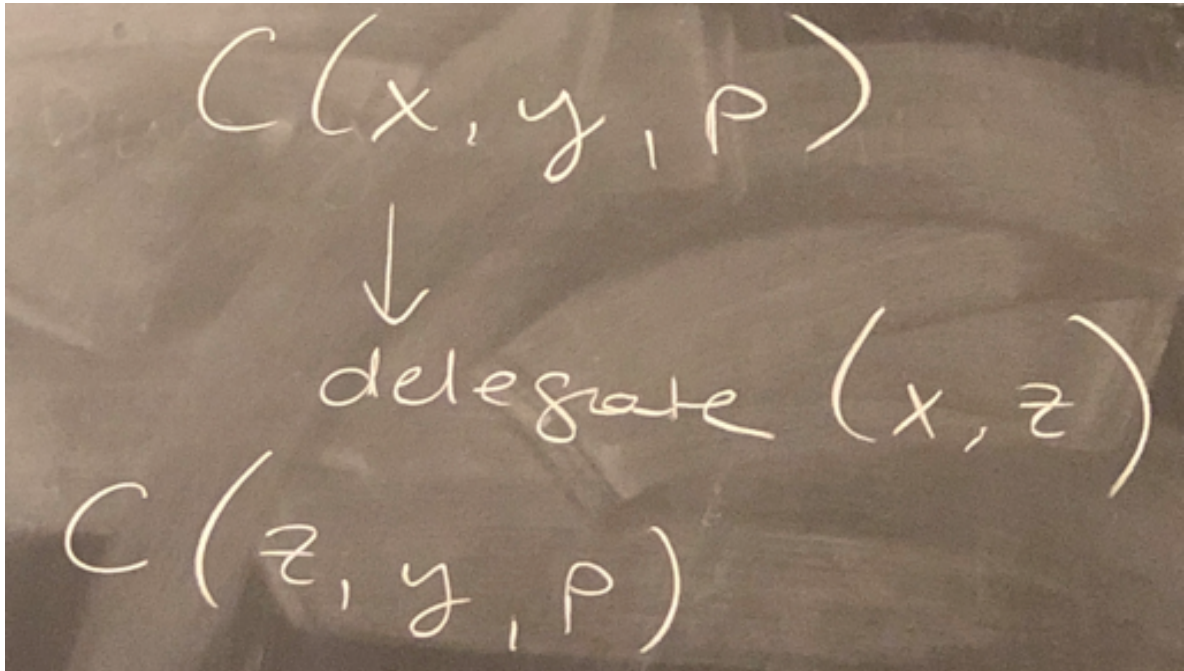 C(x, y, p)
↓
delegate (x, z)
C(z, y, p)